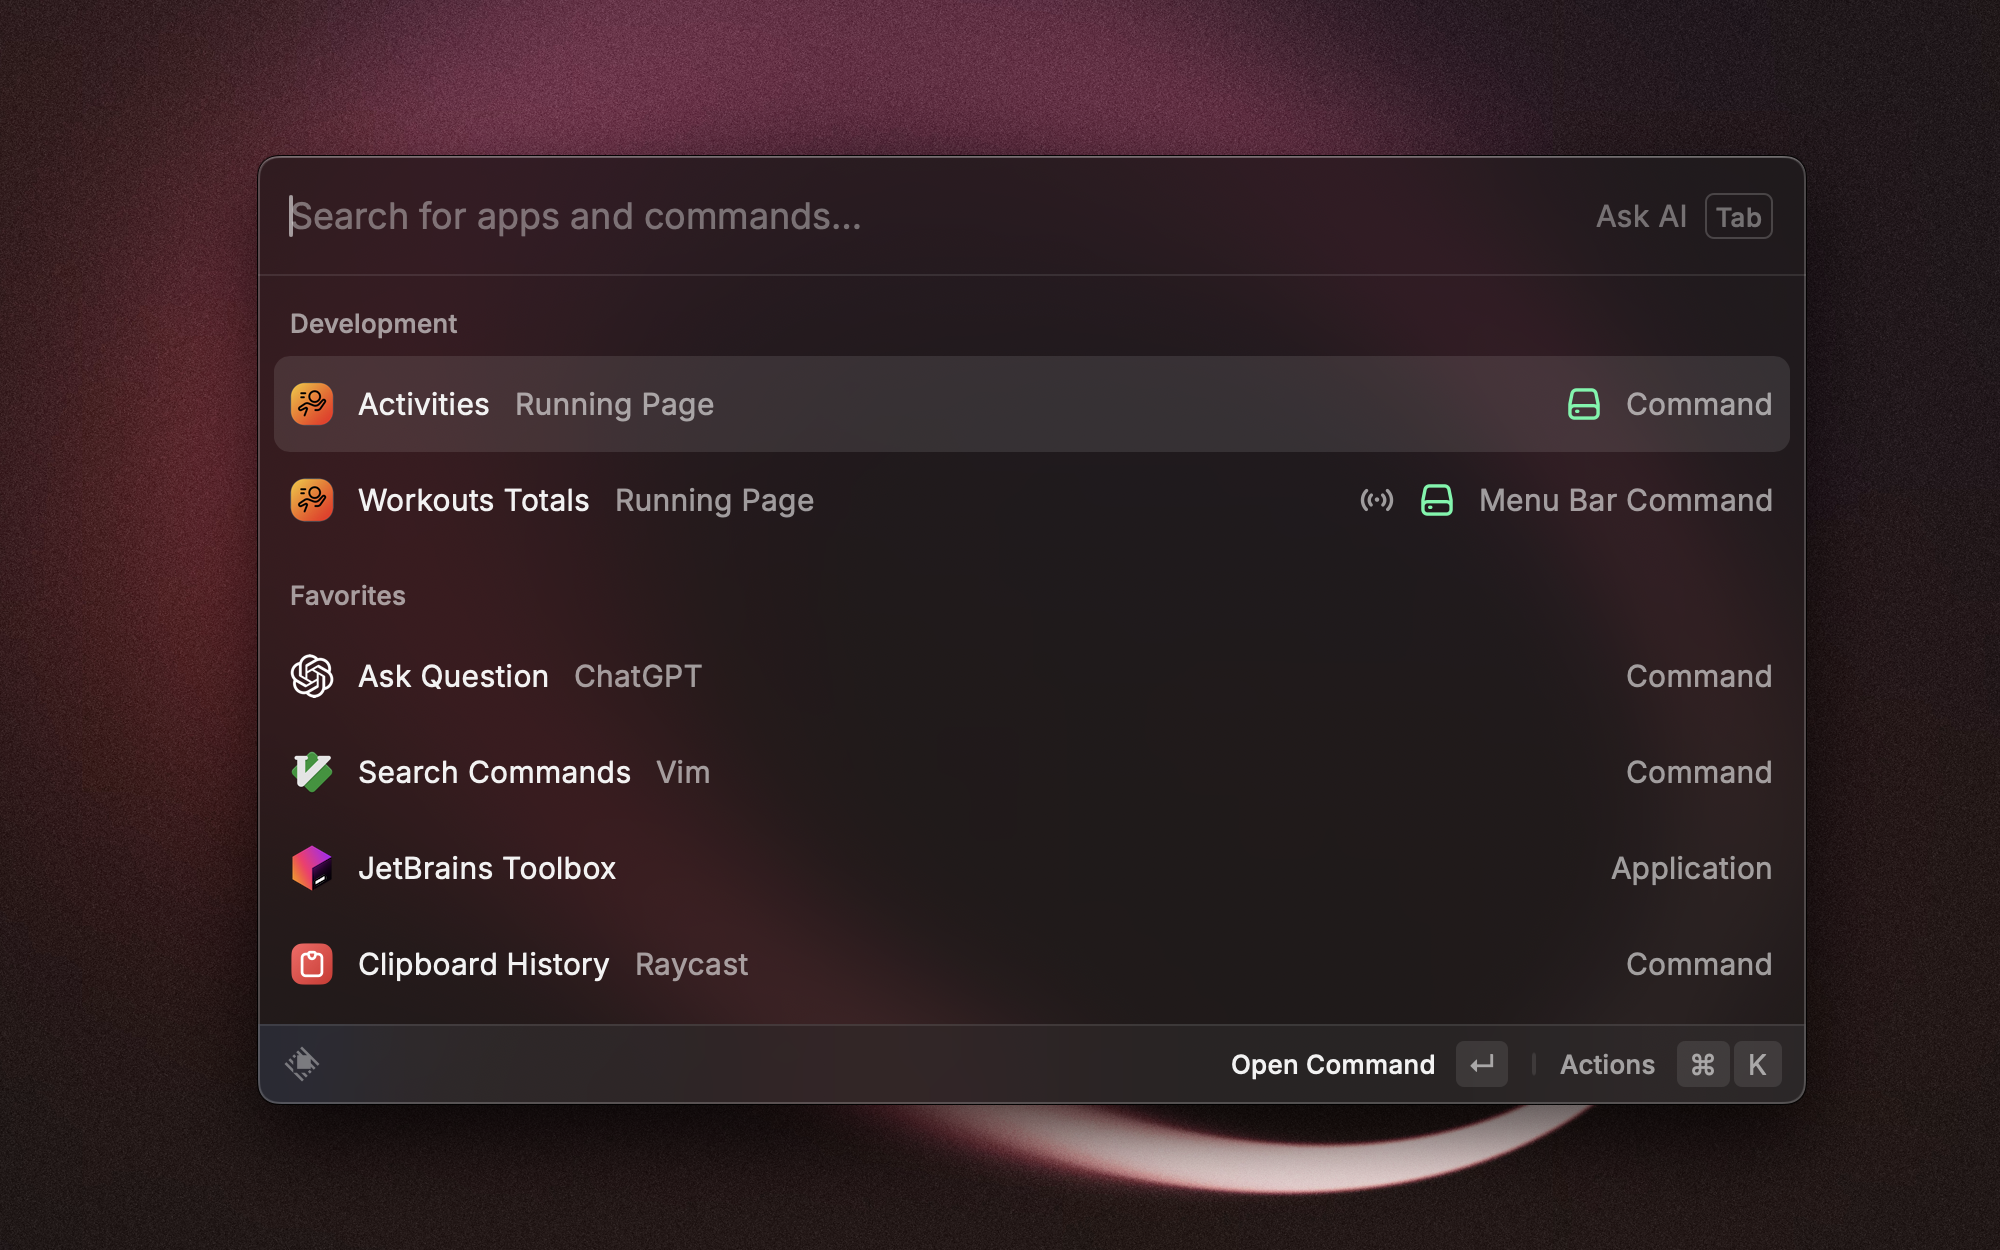 Search for apps and commands... Ask AI Tab
Development
Activities Running Page Command
Workouts Totals Running Page Menu Bar Command
Favorites
Ask Question ChatGPT Command
Search Commands Vim Command
JetBrains Toolbox Application
Clipboard History Raycast Command
Open Command ↵ Actions ⌘ K